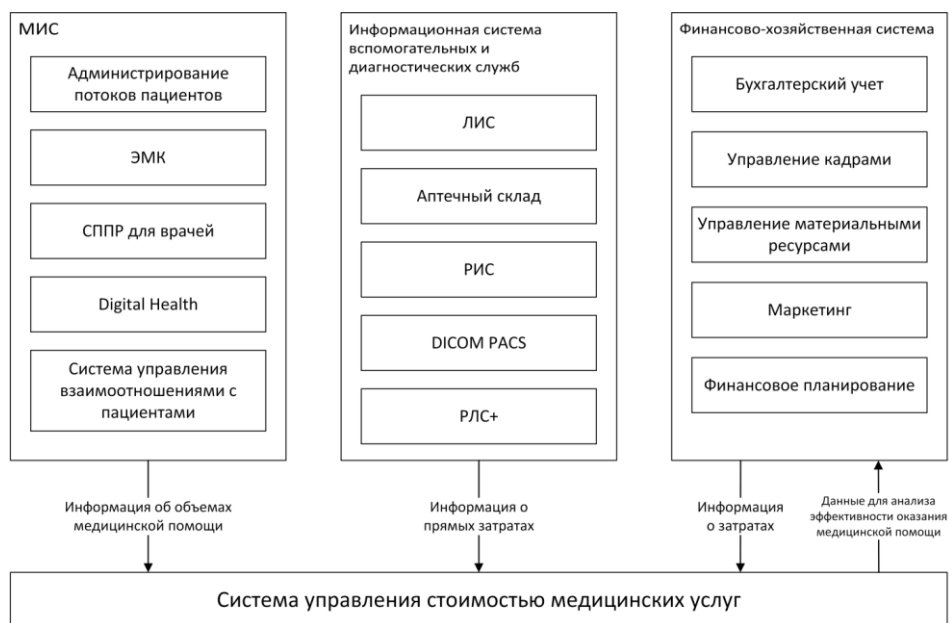 МИС
Администрирование
потоков пациентов
ЭМК
СППР для врачей
Digital Health
Система управления
взаимоотношениями с
пациентами
Информационная система
вспомогательных и
диагностических служб
ЛИС
Аптечный склад
РИС
DICOM PACS
РЛС+
Финансово-хозяйственная система
Бухгалтерский учет
Управление кадрами
Управление материальными
ресурсами
Маркетинг
Финансовое планирование
Информация об объемах
медицинской помощи
Информация о
прямых затратах
Информация
о затратах
Данные для анализа
эффективности оказания
медицинской помощи
Система управления стоимостью медицинских услуг